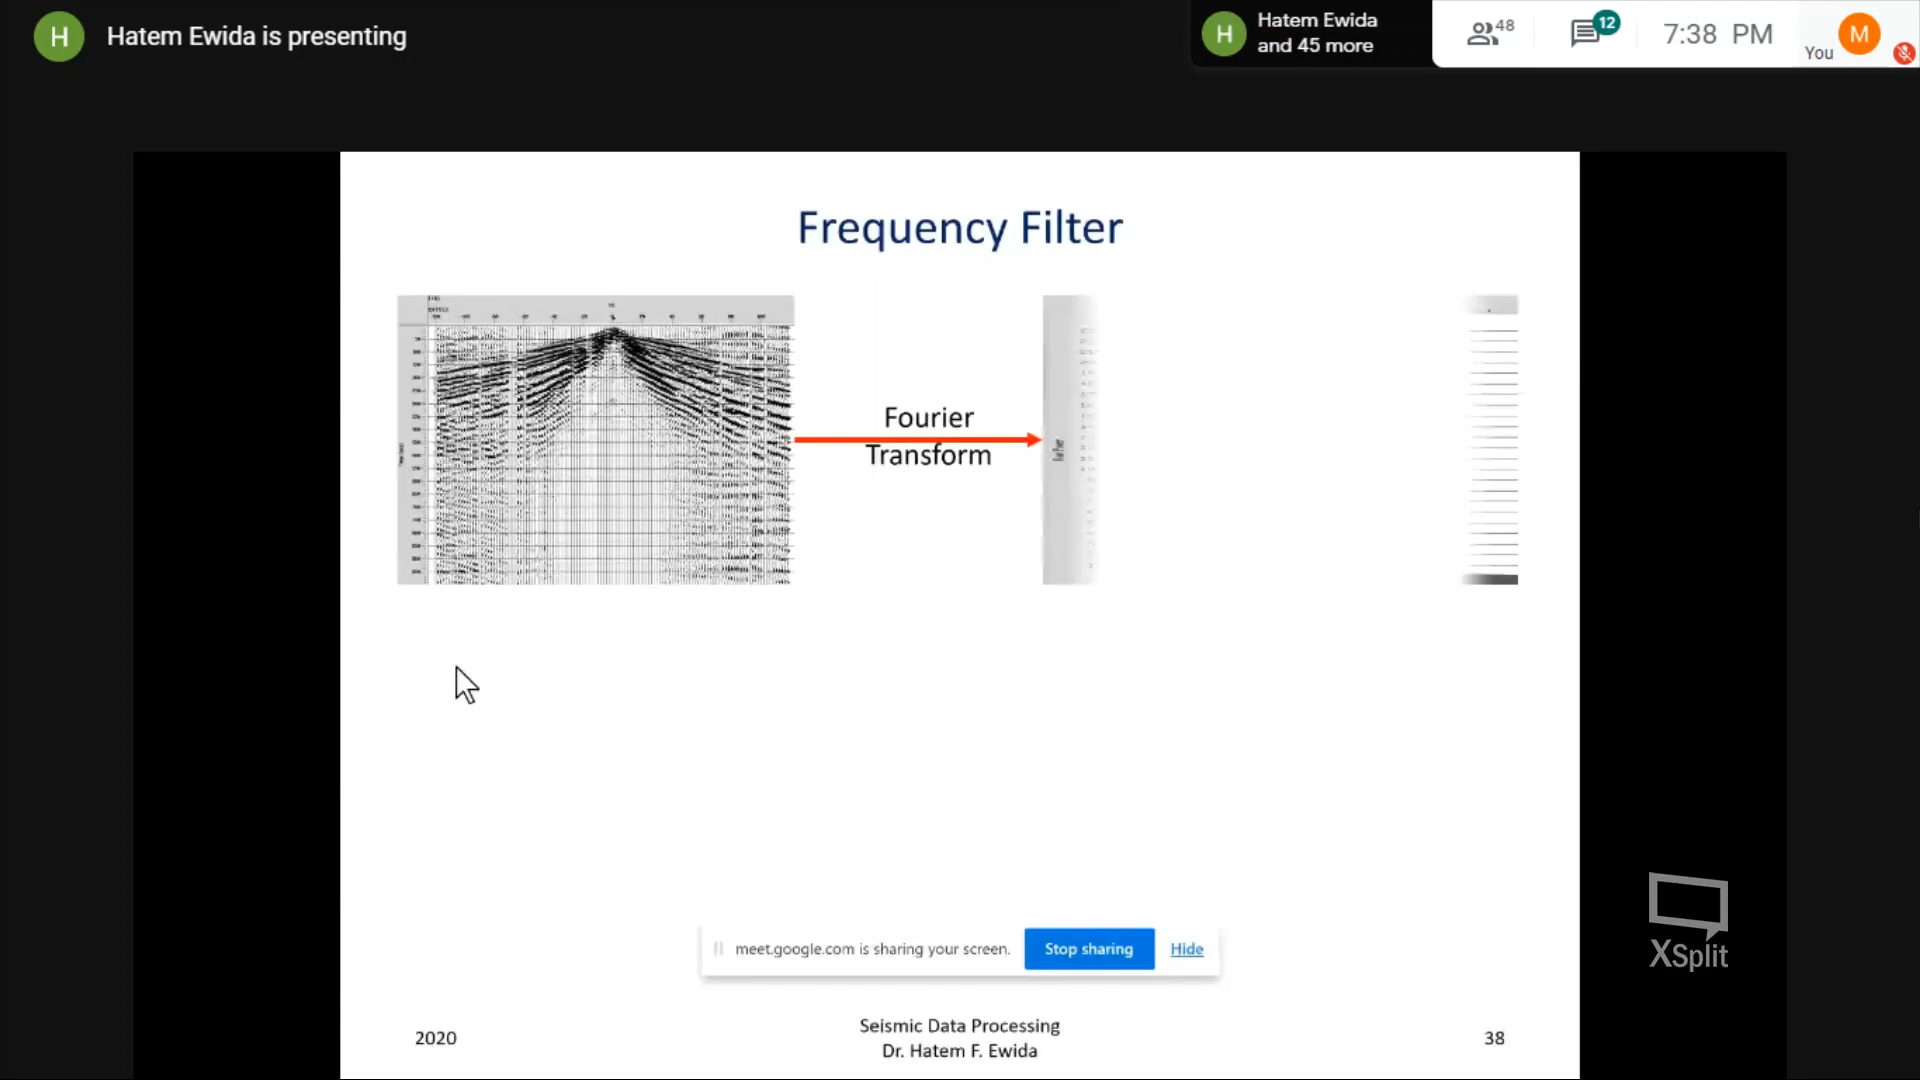 H
Hatem Ewida is presenting
H
Hatem Ewida
and 45 more
48
12
7:38 PM
You
M
Frequency Filter
Fourier
Transform
meet.google.com is sharing your screen.
Stop sharing
Hide
XSplit
2020
Seismic Data Processing
Dr. Hatem F. Ewida
38